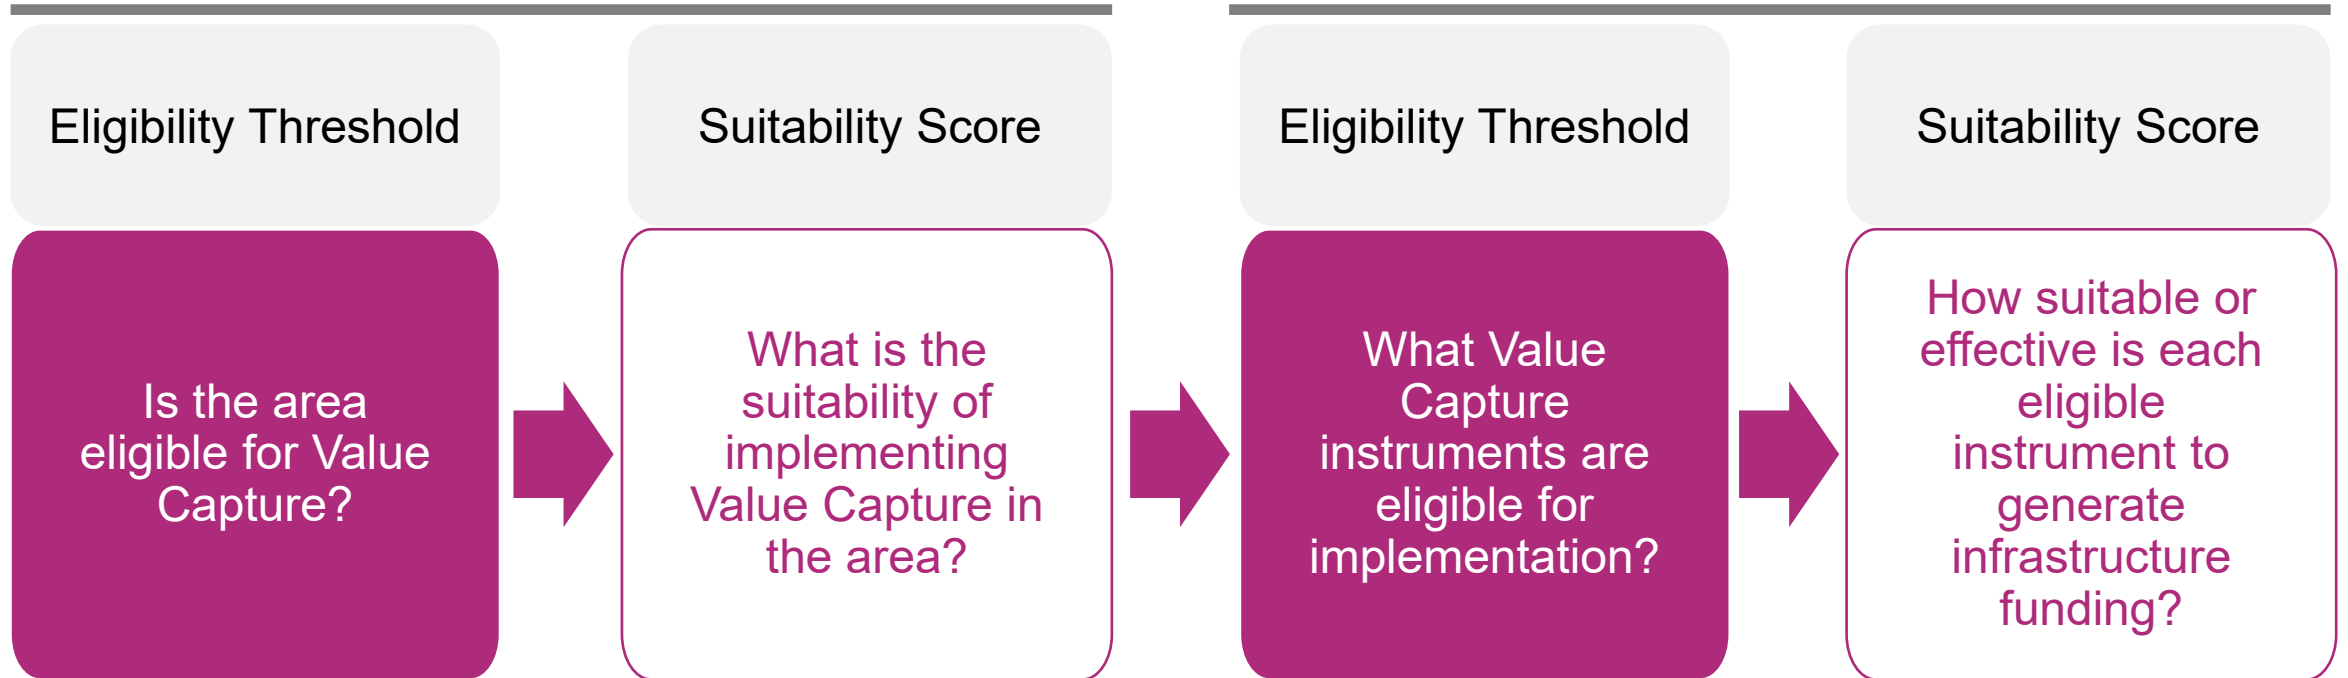 Eligibility Threshold
Suitability Score
Eligibility Threshold
Suitability Score
Is the area
eligible for Value
Capture?
What is the
suitability of
implementing
Value Capture in
the area?
What Value
Capture
instruments are
eligible for
implementation?
How suitable or
effective is each
eligible
instrument to
generate
infrastructure
funding?